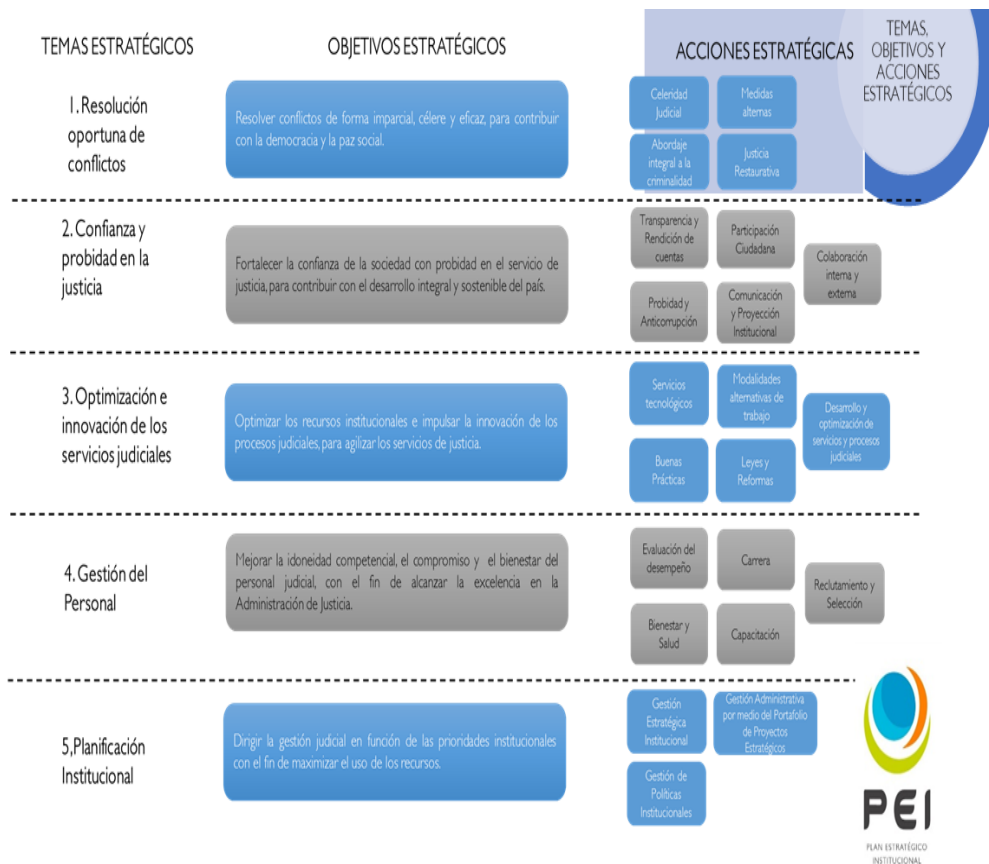 TEMAS ESTRATÉGICOS
OBJETIVOS ESTRATÉGICOS
ACCIONES ESTRATÉGICAS
TEMAS,
OBJETIVOS Y
ACCIONES
ESTRATÉGICOS
1. Resolución
oportuna de
conflictos
Resolver conflictos de forma imparcial, célere y eficaz, para contribuir
con la democracia y la paz social.
Celeridad
Judicial
Medidas
alternas
Abordaje
integral a la
criminalidad
Justicia
Restaurativa
2. Confianza y
probidad en la
justicia
Fortalecer la confianza de la sociedad con probidad en el servicio de
justicia, para contribuir con el desarrollo integral y sostenible del país.
Transparencia y
Rendición de
cuentas
Participación
Ciudadana
Colaboración
interna y
externa
Probidad y
Anticorrupción
Comunicación
y Proyección
Institucional
3. Optimización e
innovación de los
servicios judiciales
Optimizar los recursos institucionales e impulsar la innovación de los
procesos judiciales, para agilizar los servicios de justicia.
Servicios
tecnológicos
Modalidades
alternativas de
trabajo
Desarrollo y
optimización de
servicios y procesos
judiciales
Buenas
Prácticas
Leyes y
Reformas
4. Gestión del
Personal
Mejorar la idoneidad competencial, el compromiso y el bienestar del
personal judicial, con el fin de alcanzar la excelencia en la
Administración de Justicia.
Evaluación del
desempeño
Carrera
Reclutamiento y
Selección
Bienestar y
Salud
Capacitación
5,Planificación
Institucional
Dirigir la gestión judicial en función de las prioridades institucionales
con el fin de maximizar el uso de los recursos.
Gestión
Estratégica
Institucional
Gestión Administrativa
por medio del Portafolio
de Proyectos
Estratégicos
Gestión de
Políticas
Institucionales
PEI
PLAN ESTRATÉGICO
INSTITUCIONAL